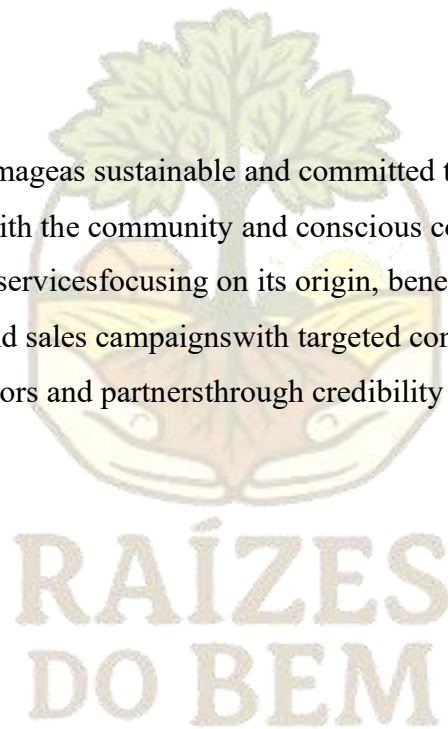 mageas sustainable and committed t
ith the community and conscious c
servicesfocusing on its origin, bene
d sales campaignswith targeted con
ors and partnersthrough credibility
RAÍZES
DO BEM